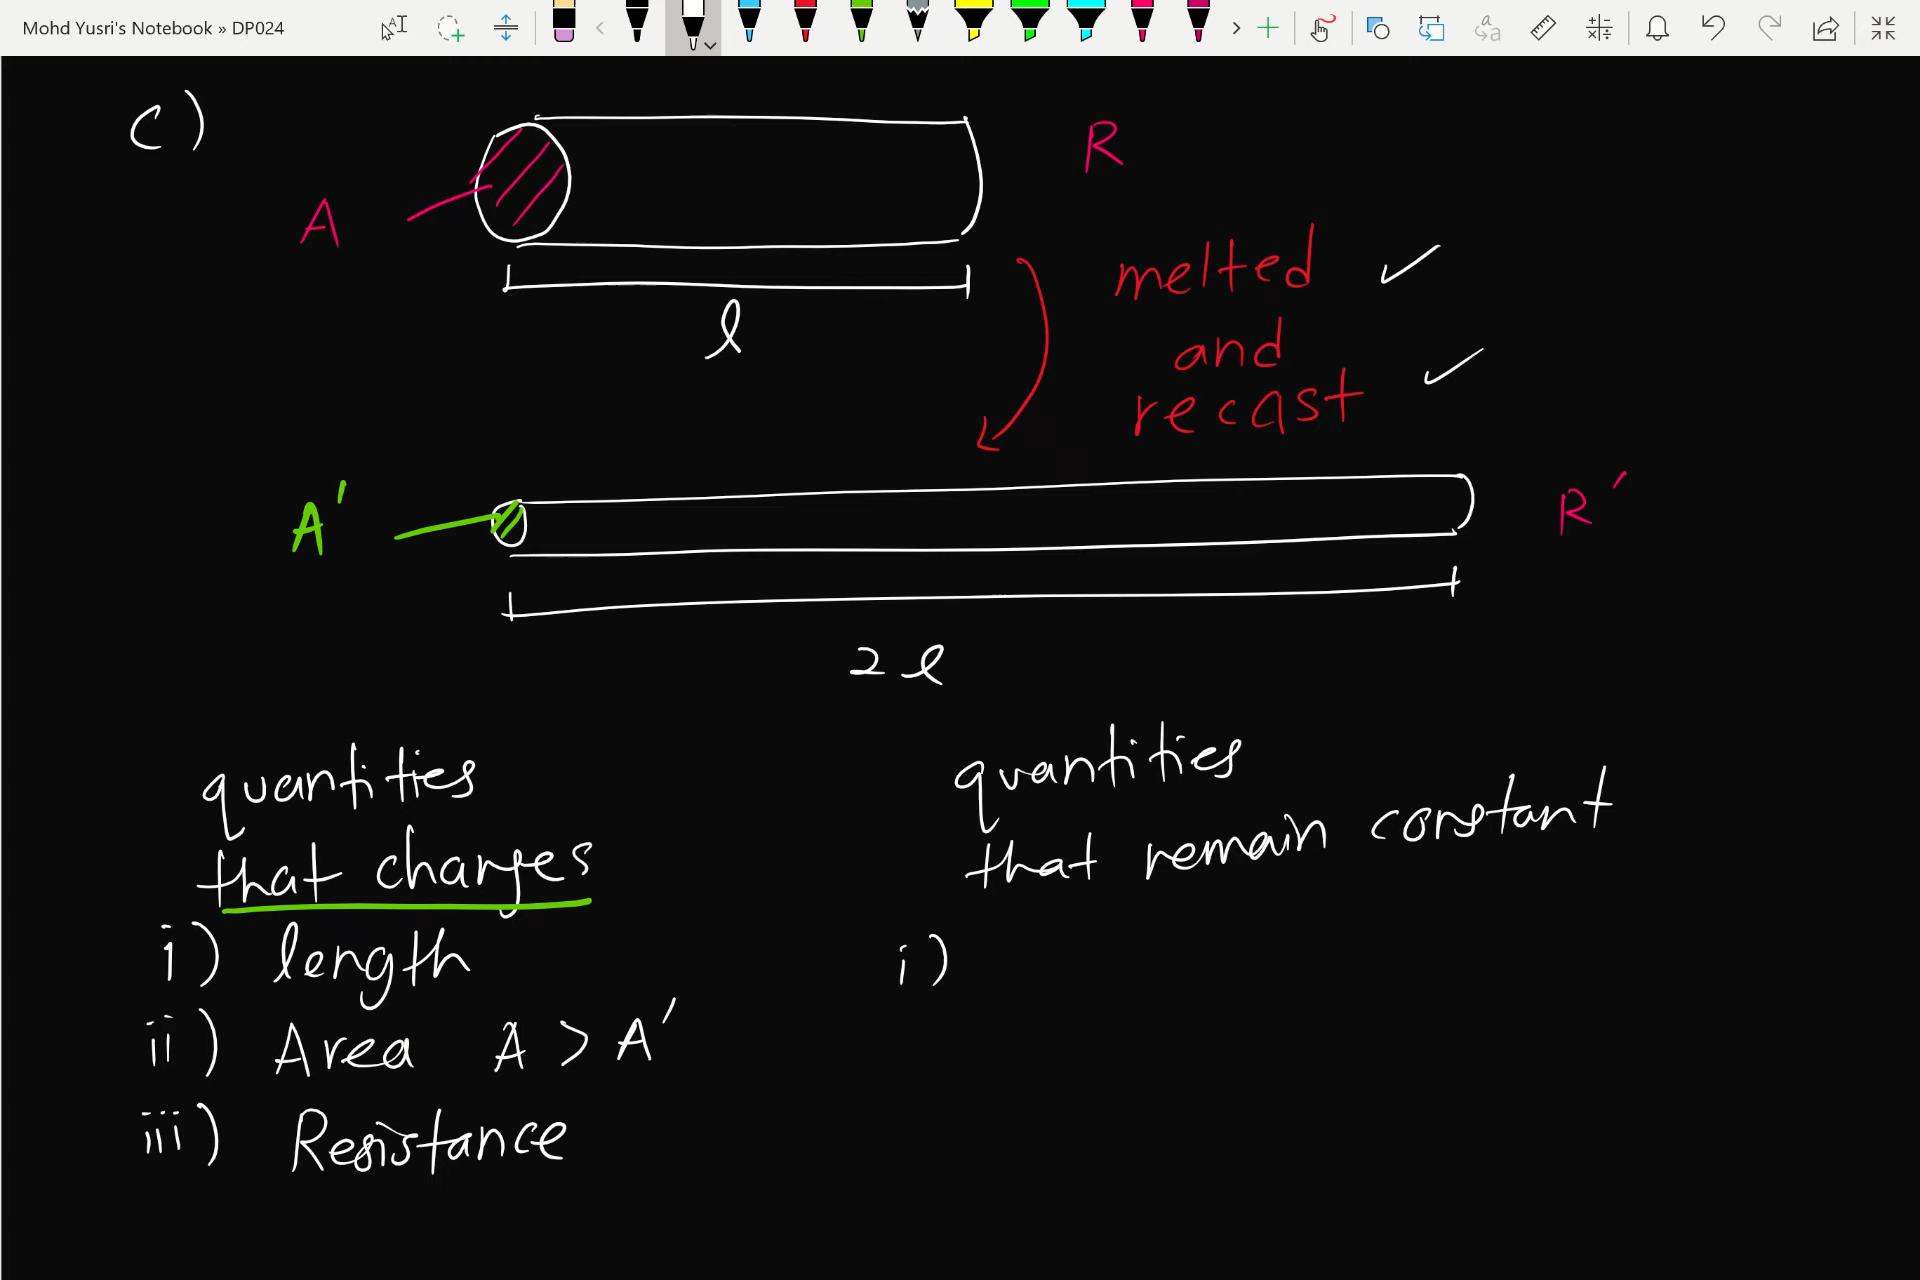 Mohd Yusri's Notebook » DP024
c)
A
R
l
melted ✓
and
recast ✓
A'
R'
2l
quantities
that changes
i) length
ii) Area A > A'
iii) Resistance
quantities
that remain constant
i)